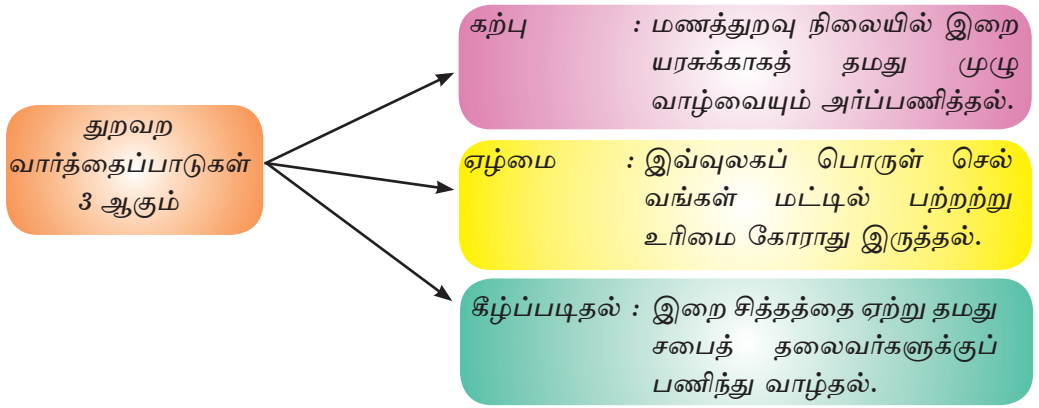 துறவற
வார்த்தைப்பாடுகள்
3 ஆகும்
கற்பு : மணத்துறவு நிலையில் இறை
யரசுக்காகத் தமது முழு
வாழ்வையும் அர்ப்பணித்தல்.
ஏழ்மை : இவ்வுலகப் பொருள் செல்
வங்கள் மட்டில் பற்றற்று
உரிமை கோராது இருத்தல்.
கீழ்ப்படிதல் : இறை சித்தத்தை ஏற்று தமது
சபைத் தலைவர்களுக்குப்
பணிந்து வாழ்தல்.